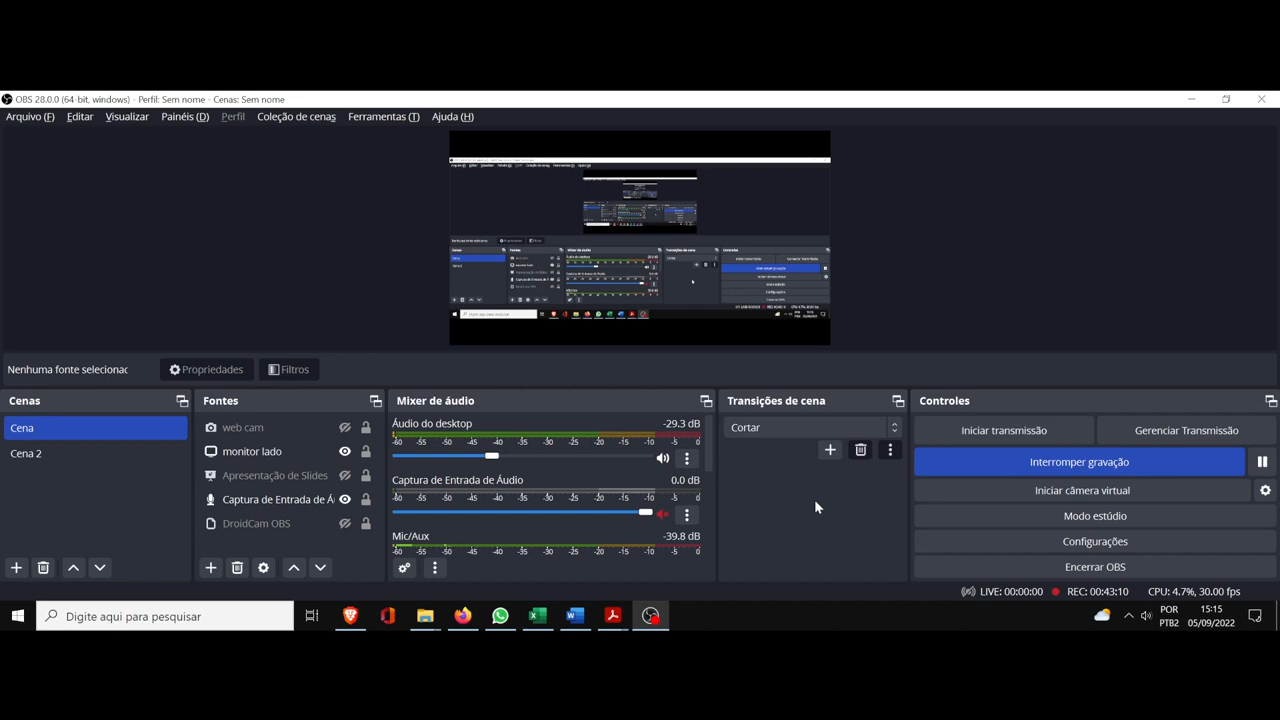 OBS 28.0.0 (64-bit, windows) - Perfil: Sem nome - Cenas: Sem nome
Arquivo (F) Editar Visualizar Painéis (D) Perfil Coleção de cenas Ferramentas (T) Ajuda (H)
Nenhuma fonte selecionac Propriedades Filtros
Cenas
Cena
Cena 2
Fontes
web cam
monitor lado
Apresentação de Slides
Captura de Entrada de Áu
DroidCam OBS
Mixer de áudio
Áudio do desktop -29.3 dB
-60 -55 -50 -45 -40 -35 -30 -25 -20 -15 -10 -5 0
Captura de Entrada de Áudio 0.0 dB
-60 -55 -50 -45 -40 -35 -30 -25 -20 -15 -10 -5 0
Mic/Aux -39.8 dB
-60 -55 -50 -45 -40 -35 -30 -25 -20 -15 -10 -5 0
Transições de cena
Cortar
Controles
Iniciar transmissão Gerenciar Transmissão
Interromper gravação
Iniciar câmera virtual
Modo estúdio
Configurações
Encerrar OBS
LIVE: 00:00:00 REC: 00:43:10 CPU: 4.7%, 30.00 fps
Digite aqui para pesquisar
POR
PTB2
15:15
05/09/2022